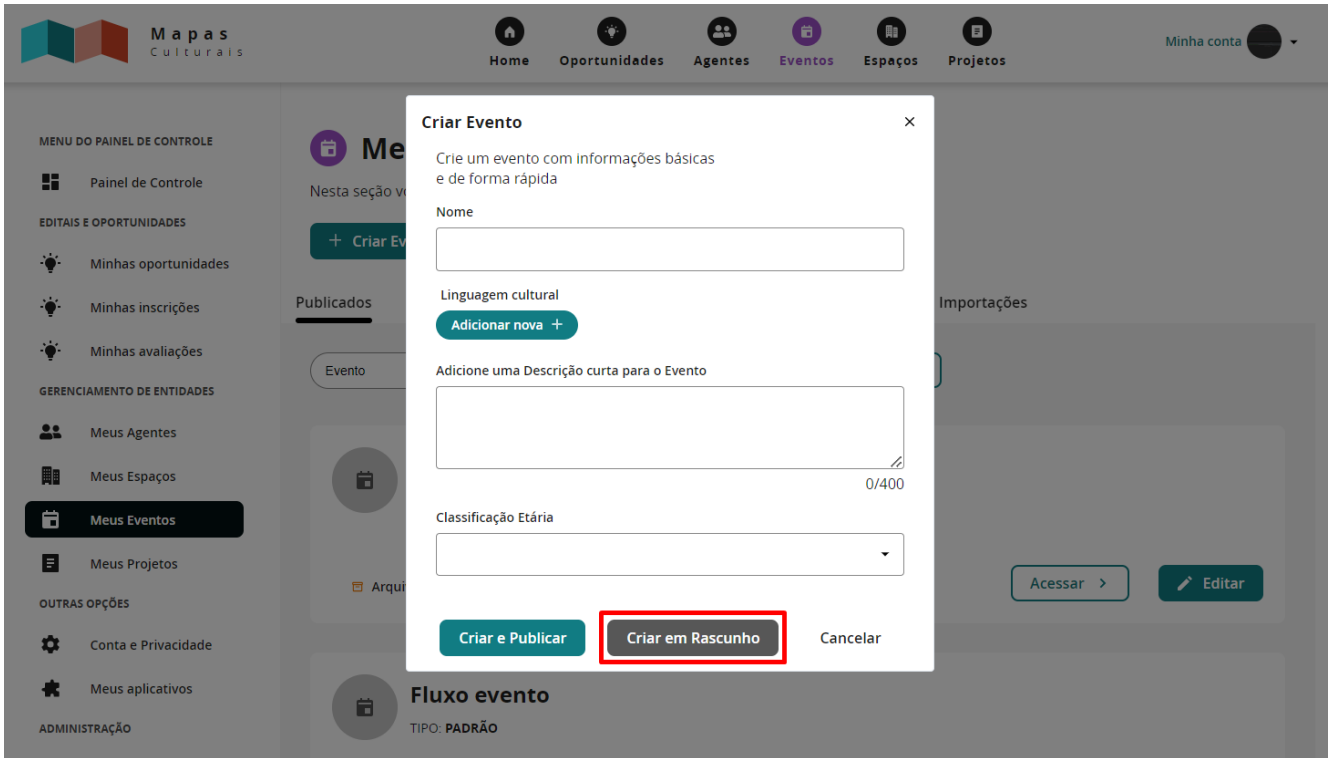 Mapas
Culturais
Home
Oportunidades
Agentes
Eventos
Espaços
Projetos
Minha conta
MENU DO PAINEL DE CONTROLE
Painel de Controle
EDITAIS E OPORTUNIDADES
Minhas oportunidades
Minhas inscrições
Minhas avaliações
GERENCIAMENTO DE ENTIDADES
Meus Agentes
Meus Espaços
Meus Eventos
Meus Projetos
OUTRAS OPÇÕES
Conta e Privacidade
Meus aplicativos
ADMINISTRAÇÃO
Me
Nesta seção v
+ Criar Ev
Publicados
Importações
Evento
Arqui
Acessar >
Editar
Fluxo evento
TIPO: PADRÃO
Criar Evento ×
Crie um evento com informações básicas
e de forma rápida
Nome
Linguagem cultural
Adicionar nova +
Adicione uma Descrição curta para o Evento
0/400
Classificação Etária
Criar e Publicar
Criar em Rascunho
Cancelar